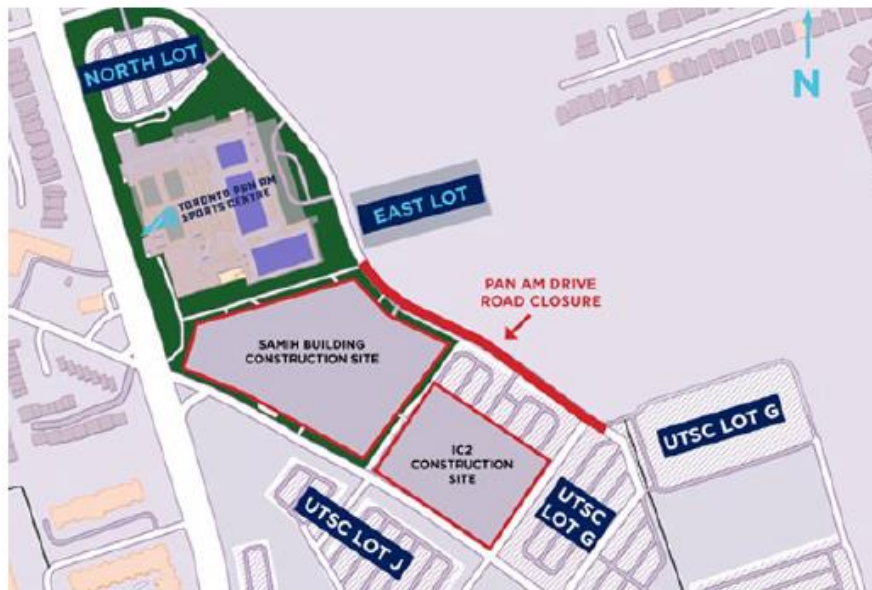 NORTH LOT
N
TORONTO PAN AM
SPORTS CENTRE
EAST LOT
PAN AM DRIVE
ROAD CLOSURE
SAMIH BUILDING
CONSTRUCTION SITE
UTSC LOT G
IC2
CONSTRUCTION
SITE
UTSC
LOT G
UTSC LOT J